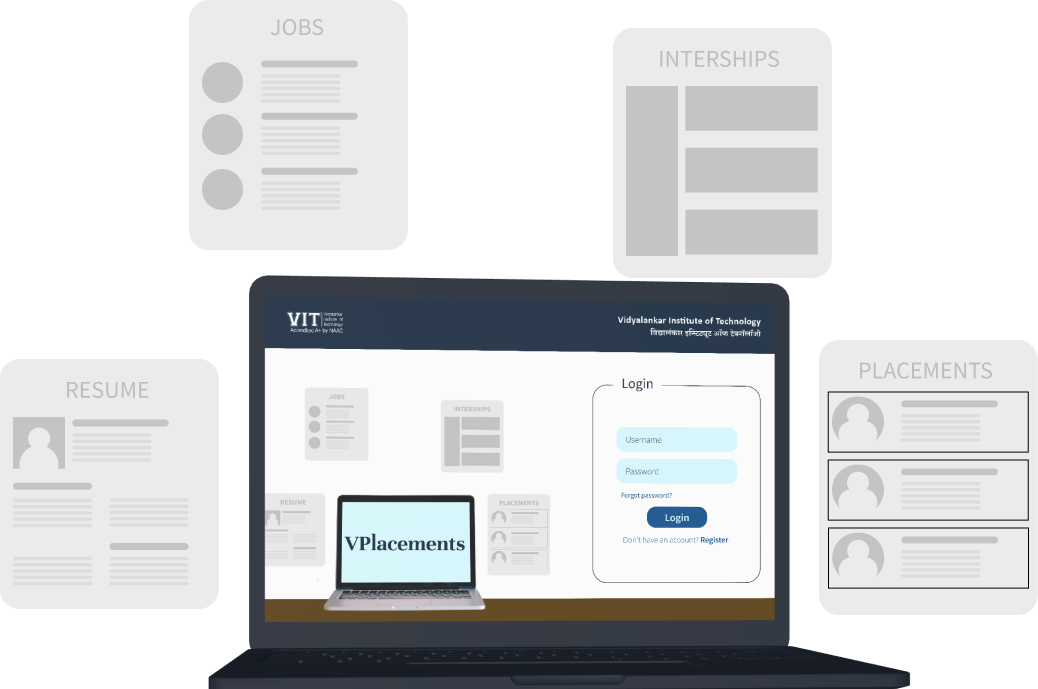 JOBS
INTERSHIPS
RESUME
PLACEMENTS
VIT
Vidyalankar
Institute of
Technology
Accredited A+ by NAAC
Vidyalankar Institute of Technology
विद्यालंकार इन्स्टिट्यूट ऑफ टेक्नॉलॉजी
JOBS
INTERSHIPS
RESUME
PLACEMENTS
VPlacements
Login
Username
Password
Forgot password?
Login
Don't have an account? Register